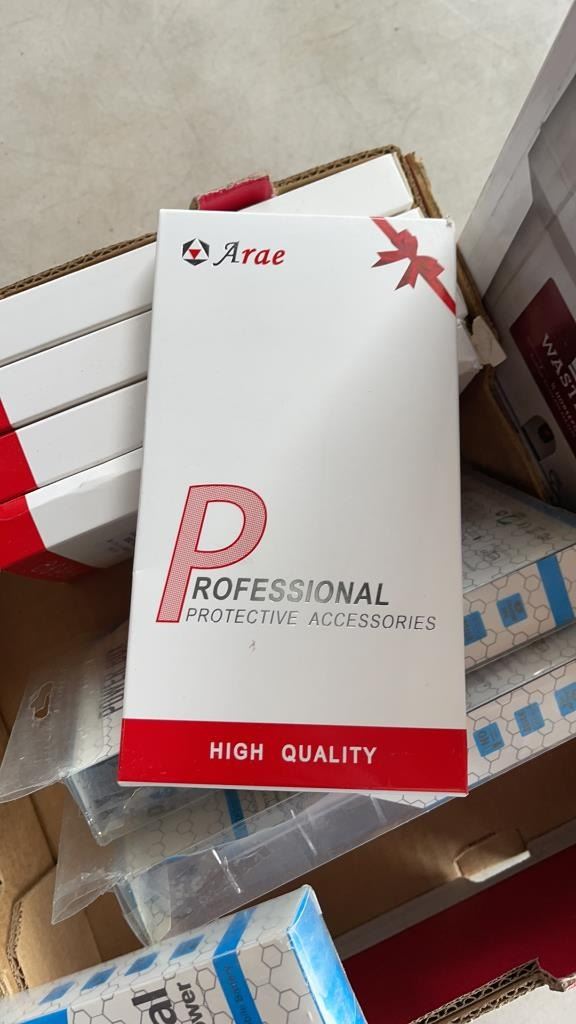 Arae
PROFESSIONAL
PROTECTIVE ACCESSORIES
HIGH QUALITY